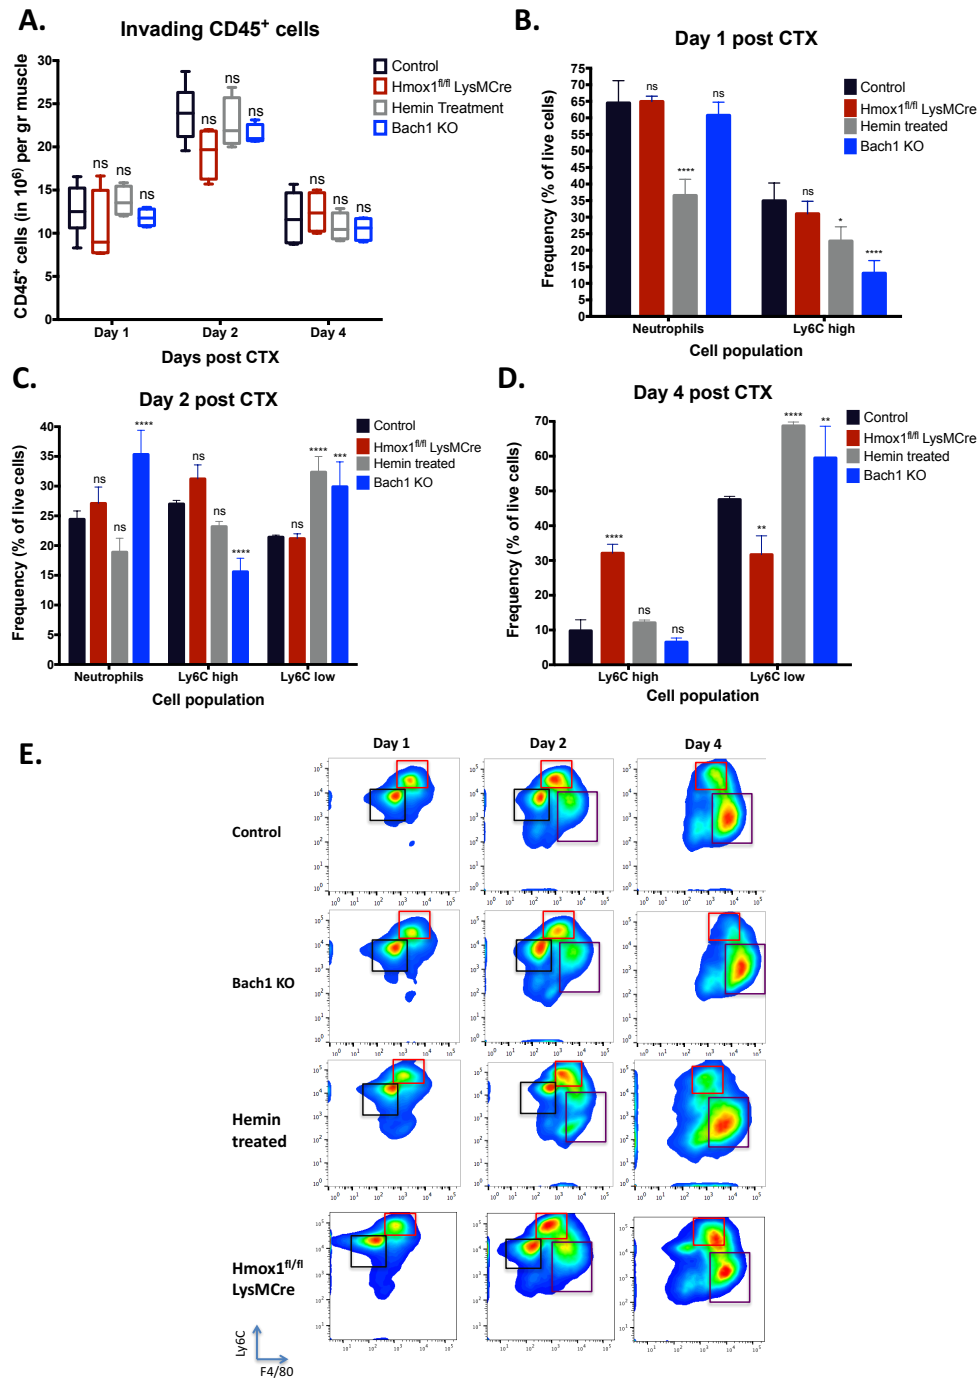 A.
Invading CD45+ cells
CD45+ cells (in 10^6) per gr muscle
30
25
20
15
10
5
0
ns
ns
ns
ns
ns
ns
ns
ns
ns
Day 1
Day 2
Day 4
Days post CTX
Control
Hmox1fl/fl LysMCre
Hemin Treatment
Bach1 KO
B.
Day 1 post CTX
Frequency (% of live cells)
75
70
65
60
55
50
45
40
35
30
25
20
15
10
5
0
ns
****
ns
ns
*
****
Neutrophils
Ly6C high
Cell population
Control
Hmox1fl/fl LysMCre
Hemin treated
Bach1 KO
C.
Day 2 post CTX
Frequency (% of live cells)
40
35
30
25
20
15
10
5
0
ns
ns
****
ns
ns
****
ns
****
***
Neutrophils
Ly6C high
Ly6C low
Cell population
Control
Hmox1fl/fl LysMCre
Hemin treated
Bach1 KO
D.
Day 4 post CTX
Frequency (% of live cells)
70
60
50
40
30
20
10
0
****
ns
ns
**
****
**
Ly6C high
Ly6C low
Cell population
Control
Hmox1fl/fl LysMCre
Hemin treated
Bach1 KO
E.
Day 1
Day 2
Day 4
Control
Bach1 KO
Hemin
treated
Hmox1fl/fl
LysMCre
Ly6C
F4/80